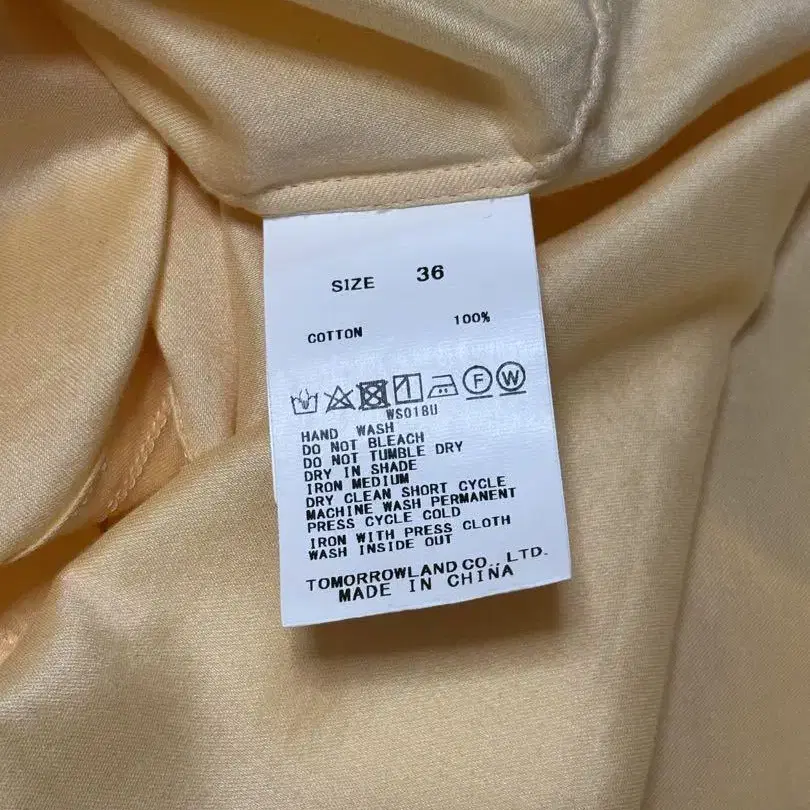 SIZE 36
COTTON 100%
F W
WS018U
HAND WASH
DO NOT BLEACH
DO NOT TUMBLE DRY
DRY IN SHADE
IRON MEDIUM
DRY CLEAN SHORT CYCLE
MACHINE WASH PERMANENT
PRESS CYCLE COLD
IRON WITH PRESS CLOTH
WASH INSIDE OUT
TOMORROWLAND CO., LTD.
MADE IN CHINA